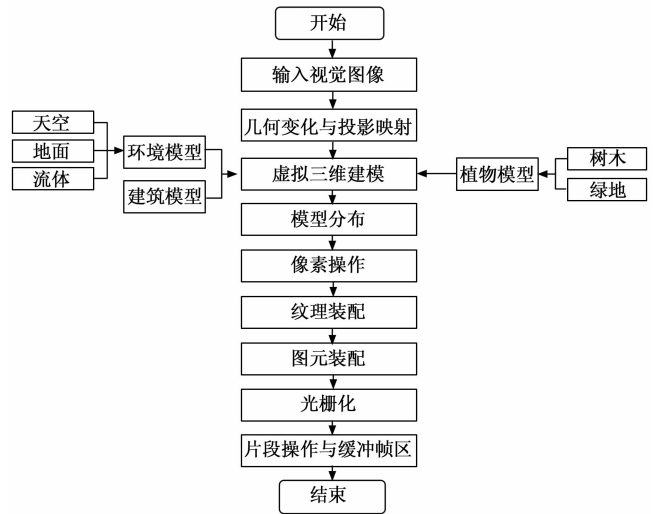 开始
输入视觉图像
几何变化与投影映射
天空
地面
流体
环境模型
建筑模型
虚拟三维建模
植物模型
树木
绿地
模型分布
像素操作
纹理装配
图元装配
光栅化
片段操作与缓冲帧区
结束